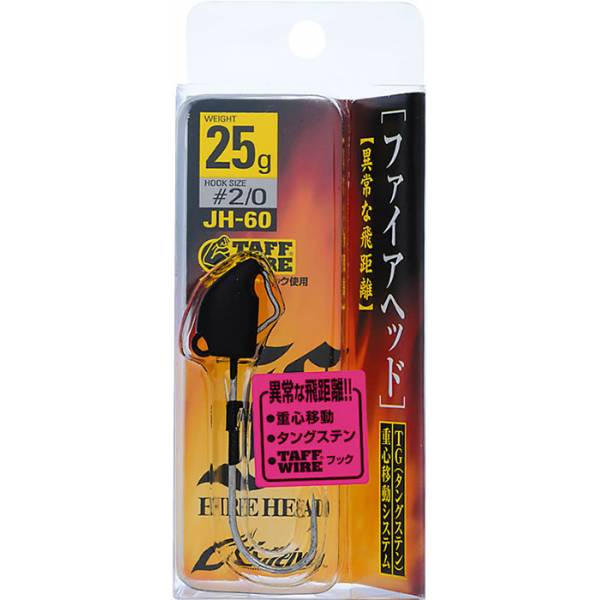 WEIGHT
25g
HOOK SIZE
#2/0
JH-60
TAFF
WIRE
ック使用
異常な飛距離!!
●重心移動
●タングステン
●TAFF WIRE フック
[ファイアヘッド]
【異常な飛距離】
TG(タングステン)
重心移動システム
FIRE HEAD